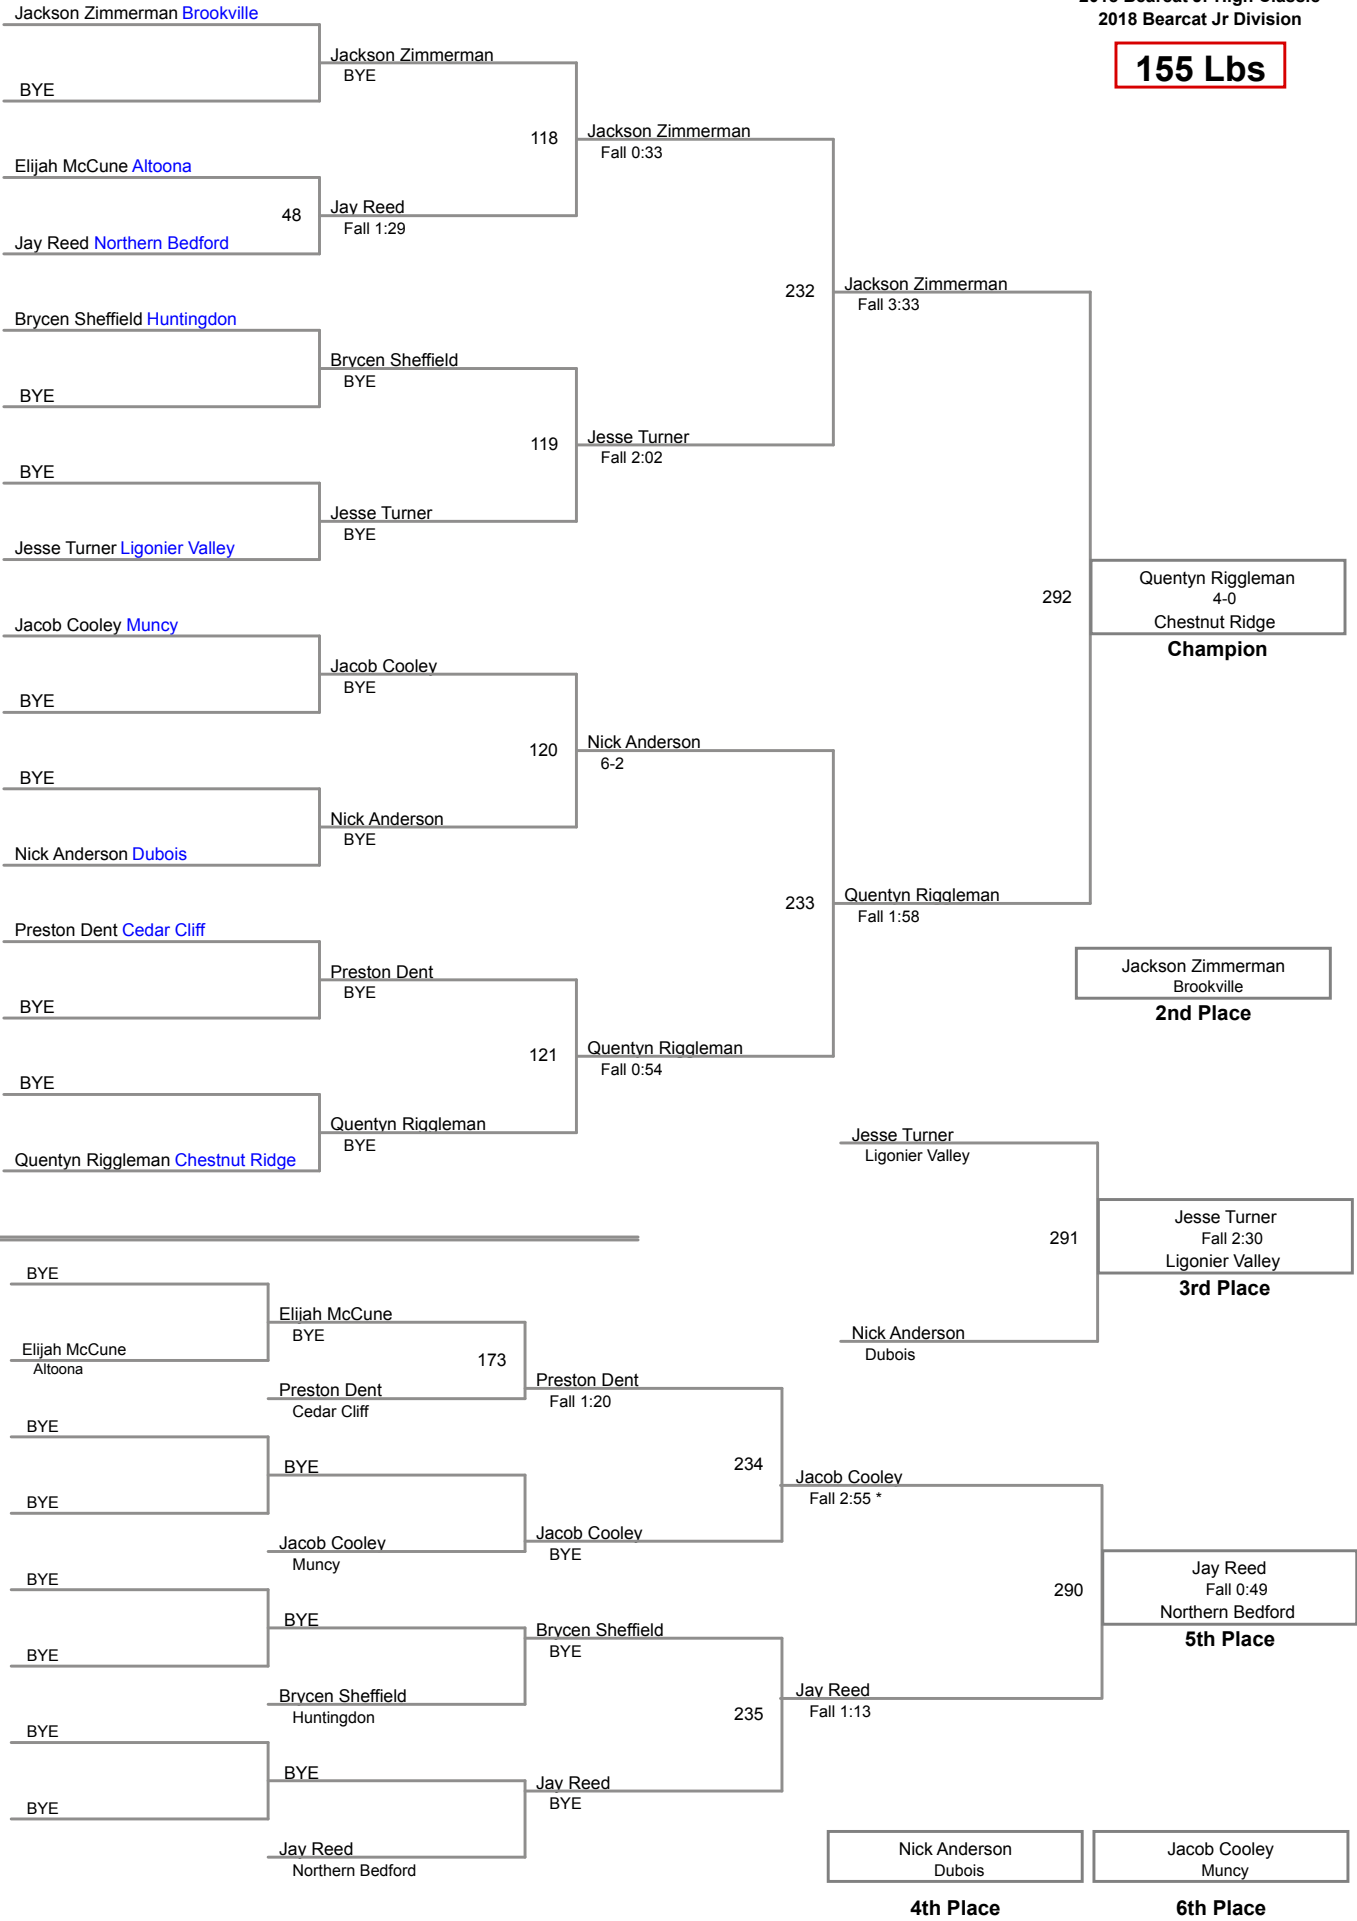 2018 Bearcat Jr High Classic
2018 Bearcat Jr Division
155 Lbs
Jackson Zimmerman Brookville
BYE
Jackson Zimmerman
BYE
Elijah McCune Altoona
48
Jay Reed Northern Bedford
Jay Reed
Fall 1:29
118
Jackson Zimmerman
Fall 0:33
Brycen Sheffield Huntingdon
BYE
Brycen Sheffield
BYE
BYE
Jesse Turner Ligonier Valley
Jesse Turner
BYE
119
Jesse Turner
Fall 2:02
232
Jackson Zimmerman
Fall 3:33
Jacob Cooley Muncy
BYE
Jacob Cooley
BYE
BYE
Nick Anderson Dubois
Nick Anderson
BYE
120
Nick Anderson
6-2
Preston Dent Cedar Cliff
BYE
Preston Dent
BYE
BYE
Quentyn Riggleman Chestnut Ridge
Quentyn Riggleman
BYE
121
Quentyn Riggleman
Fall 0:54
233
Quentyn Riggleman
Fall 1:58
292
Quentyn Riggleman
4-0
Chestnut Ridge
Champion
Jackson Zimmerman
Brookville
2nd Place
Jesse Turner
Ligonier Valley
291
Nick Anderson
Dubois
Jesse Turner
Fall 2:30
Ligonier Valley
3rd Place
BYE
Elijah McCune
Altoona
Elijah McCune
BYE
173
Preston Dent
Cedar Cliff
Preston Dent
Fall 1:20
BYE
BYE
BYE
Jacob Cooley
Muncy
Jacob Cooley
BYE
234
Jacob Cooley
Fall 2:55 *
BYE
BYE
BYE
Brycen Sheffield
Huntingdon
Brycen Sheffield
BYE
BYE
BYE
BYE
Jay Reed
Northern Bedford
Jay Reed
BYE
235
Jay Reed
Fall 1:13
290
Jay Reed
Fall 0:49
Northern Bedford
5th Place
Nick Anderson
Dubois
4th Place
Jacob Cooley
Muncy
6th Place